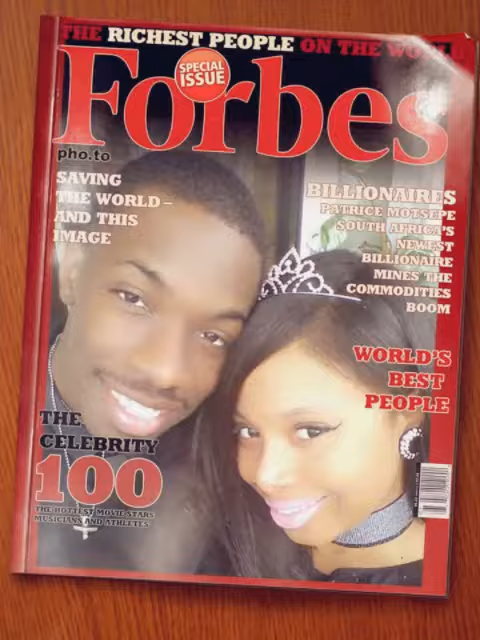 THE RICHEST PEOPLE ON THE WORLD
Forbes
SPECIAL
ISSUE
pho.to
SAVING
THE WORLD –
AND THIS
IMAGE
BILLIONAIRES
PATRICE MOTSEPE
SOUTH AFRICA'S
NEWEST
BILLIONAIRE
MINES THE
COMMODITIES
BOOM
WORLD'S
BEST
PEOPLE
THE
CELEBRITY
100
THE HOTTEST MOVIE STARS
MUSICIANS AND ATHLETES